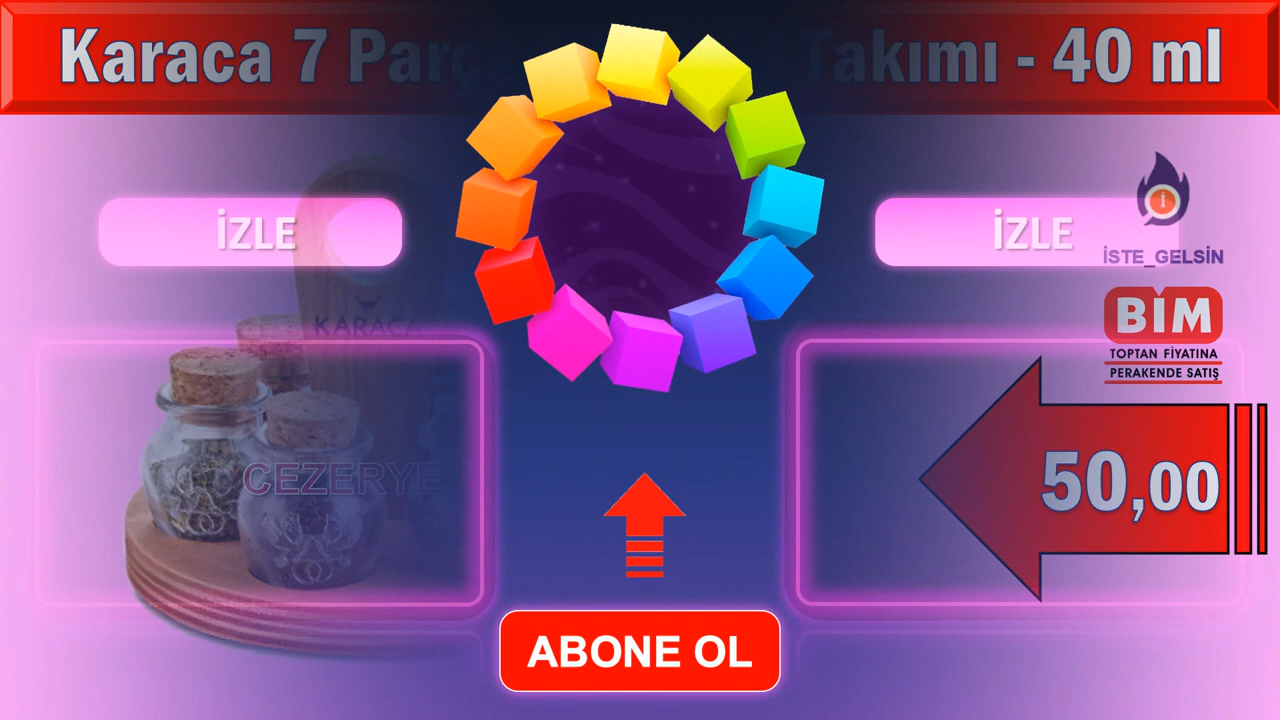 Karaca 7 Parç Takımı - 40 ml
İZLE
İZLE
İSTE_GELSİN
KARACA
BİM
TOPTAN FİYATINA
PERAKENDE SATIŞ
CEZERYE
50,00
ABONE OL